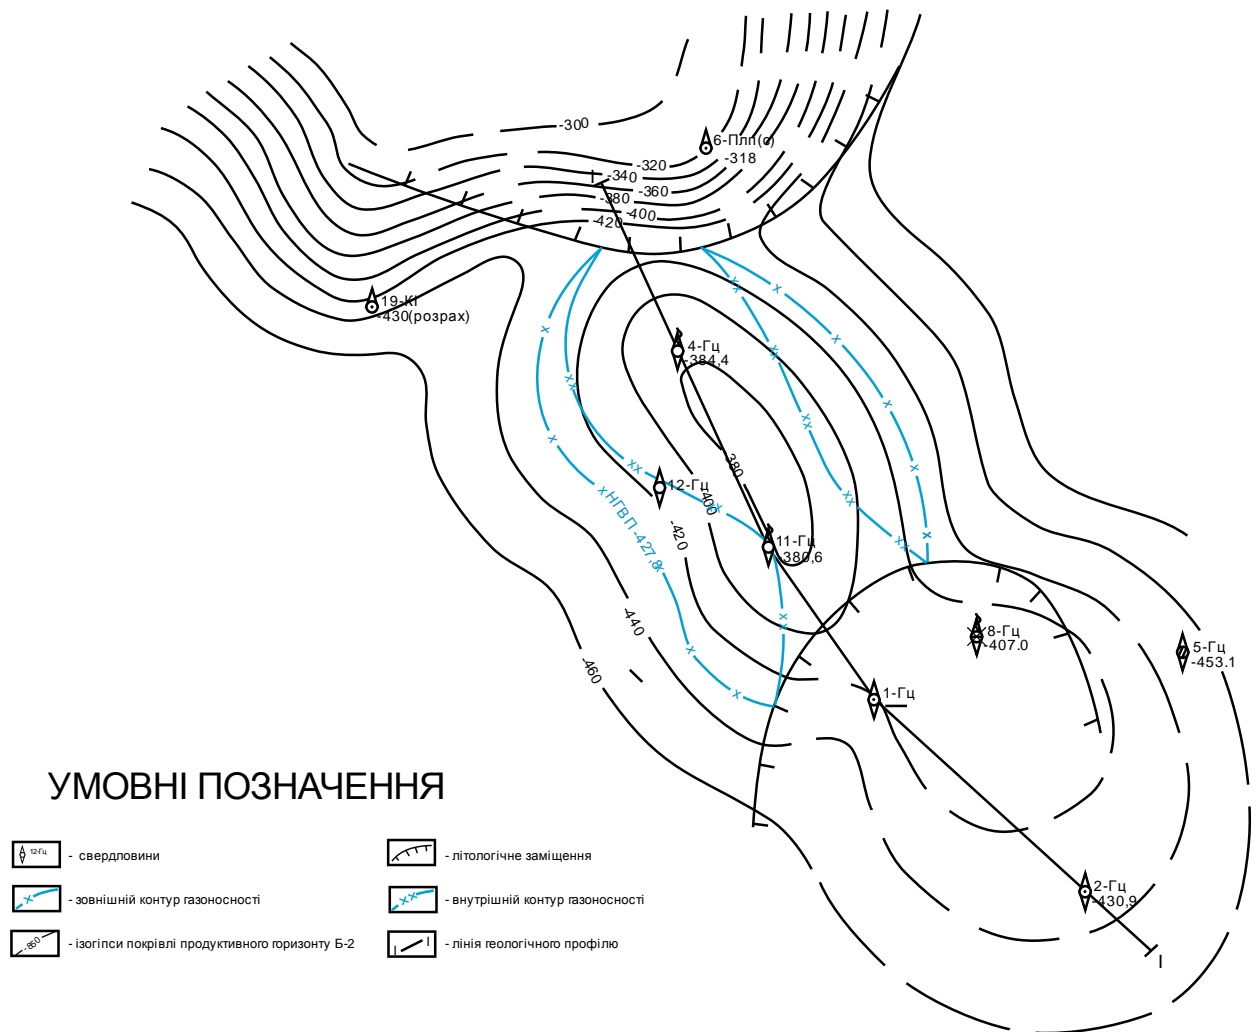 -300
6-Плп(с)
-318
-320
I
-340
-360
-380
-400
-420
19-Кі
-430(розрах)
4-Гц
-384,4
-380
12-Гц
-400
НГВП -427,8
-420
11-Гц
-380,6
-440
8-Гц
-407.0
5-Гц
-453.1
-460
1-Гц
2-Гц
-430,9
I
УМОВНІ ПОЗНАЧЕННЯ
12-Гц - свердловини
- літологічне заміщення
- зовнішній контур газоносності
- внутрішній контур газоносності
-850 - ізогіпси покрівлі продуктивного горизонту Б-2
I I - лінія геологічного профілю